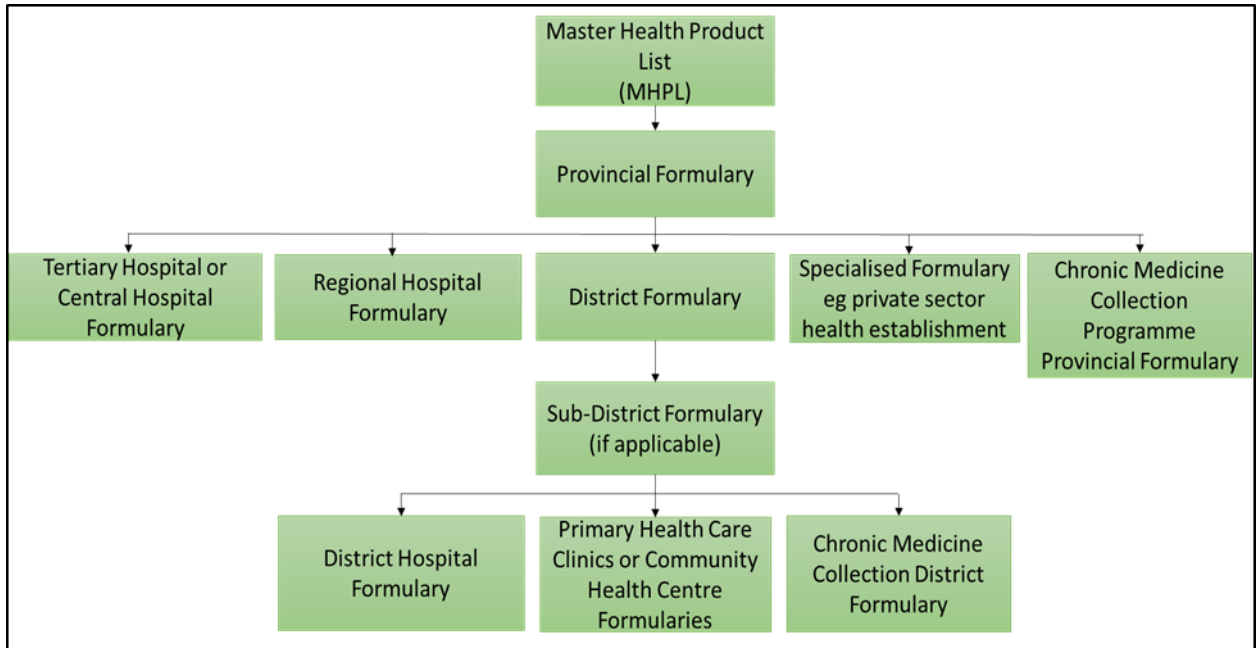 Master Health Product
List
(MHPL)
Provincial Formulary
Tertiary Hospital or
Central Hospital
Formulary
Regional Hospital
Formulary
District Formulary
Specialised Formulary
eg private sector
health establishment
Chronic Medicine
Collection
Programme
Provincial Formulary
Sub-District Formulary
(if applicable)
District Hospital
Formulary
Primary Health Care
Clinics or Community
Health Centre
Formularies
Chronic Medicine
Collection District
Formulary